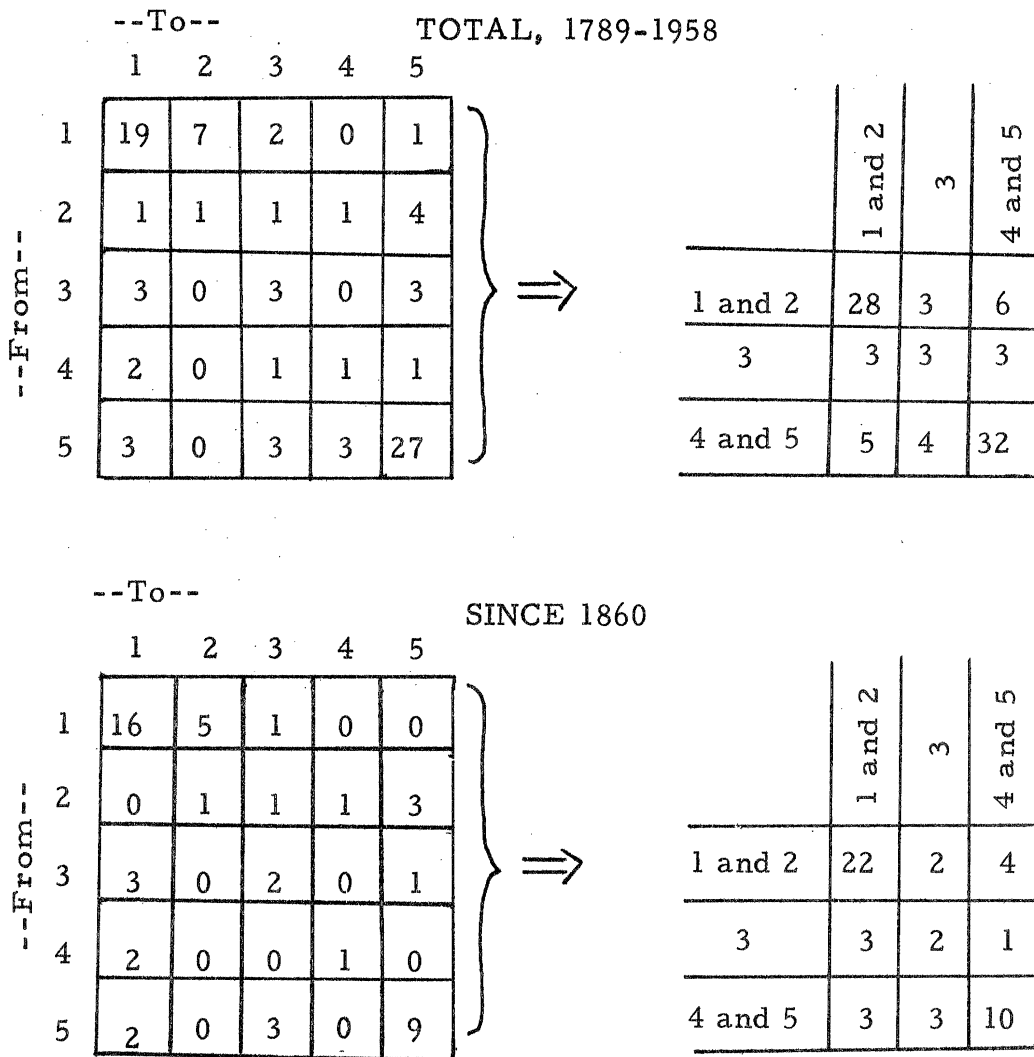 --To--
TOTAL, 1789-1958
1 2 3 4 5
--From--
1 19 7 2 0 1
2 1 1 1 1 4
3 3 0 3 0 3
4 2 0 1 1 1
5 3 0 3 3 27
⇒
1 and 2 3 4 and 5
1 and 2 28 3 6
3 3 3 3
4 and 5 5 4 32
--To--
SINCE 1860
1 2 3 4 5
--From--
1 16 5 1 0 0
2 0 1 1 1 3
3 3 0 2 0 1
4 2 0 0 1 0
5 2 0 3 0 9
⇒
1 and 2 3 4 and 5
1 and 2 22 2 4
3 3 2 1
4 and 5 3 3 10